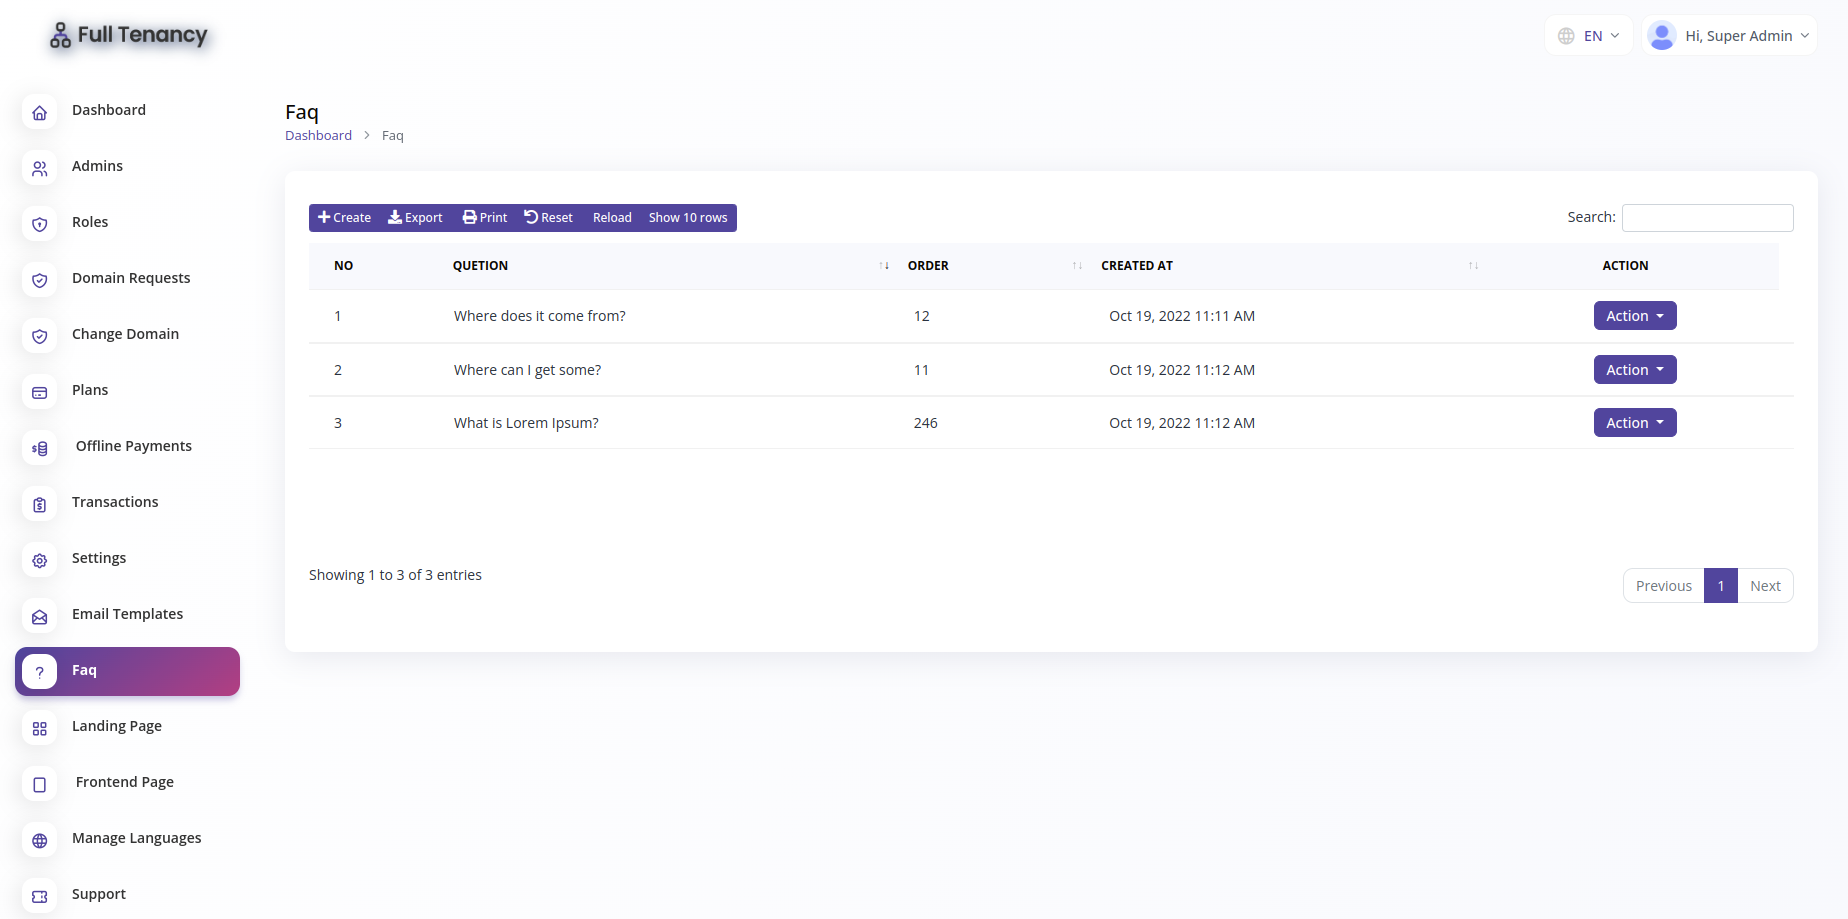 Full Tenancy
EN
Hi, Super Admin
Dashboard
Admins
Roles
Domain Requests
Change Domain
Plans
Offline Payments
Transactions
Settings
Email Templates
? Faq
Landing Page
Frontend Page
Manage Languages
Support
Faq
Dashboard > Faq
Create Export Print Reset Reload Show 10 rows
Search:
NO QUETION ORDER CREATED AT ACTION
1 Where does it come from? 12 Oct 19, 2022 11:11 AM Action
2 Where can I get some? 11 Oct 19, 2022 11:12 AM Action
3 What is Lorem Ipsum? 246 Oct 19, 2022 11:12 AM Action
Showing 1 to 3 of 3 entries
Previous 1 Next